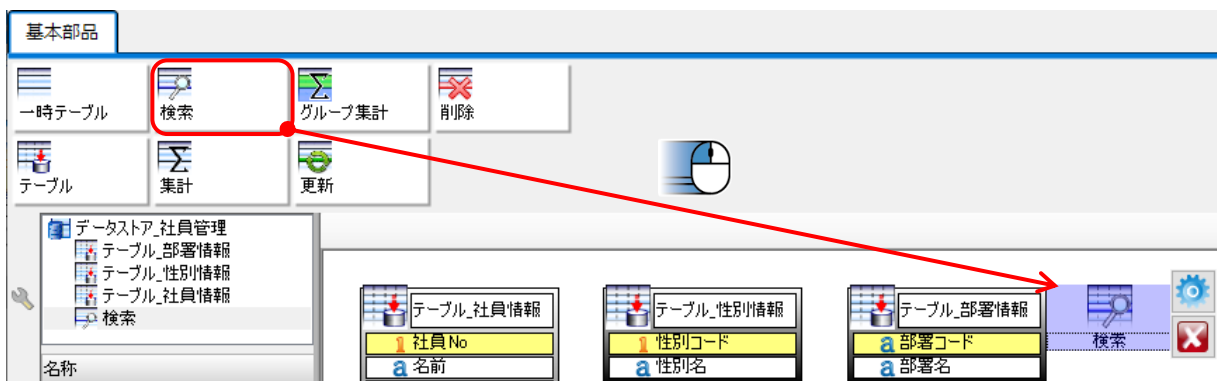 基本部品
一時テーブル
検索
グループ集計
削除
テーブル
集計
更新
データストア_社員管理
テーブル_部署情報
テーブル_性別情報
テーブル_社員情報
検索
名称
テーブル_社員情報
1 社員No
a 名前
テーブル_性別情報
1 性別コード
a 性別名
テーブル_部署情報
a 部署コード
a 部署名
検索